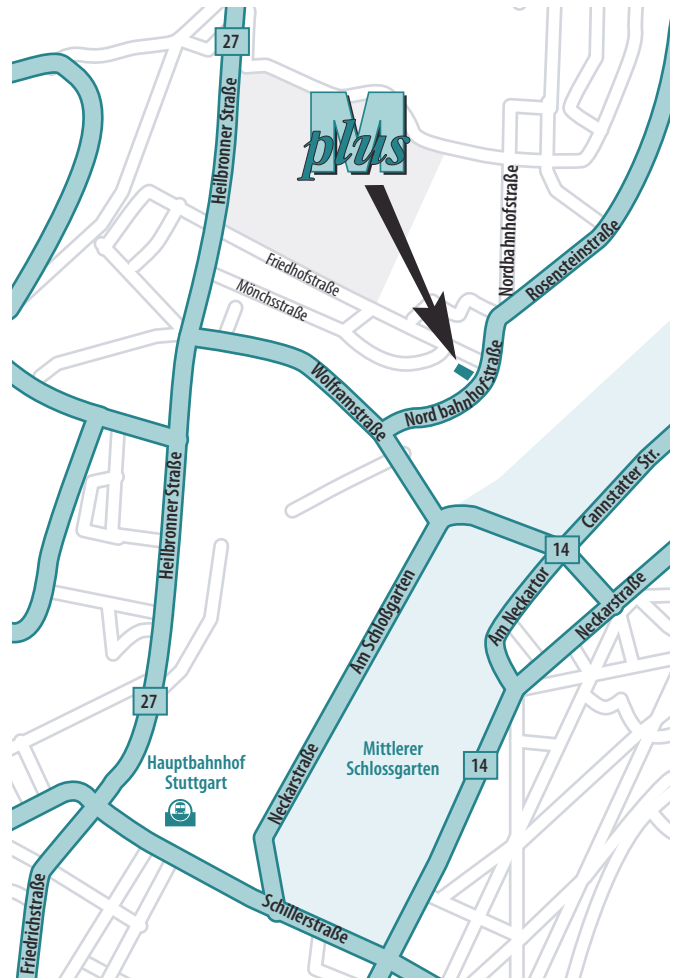 27
Heilbronner Straße
M
plus
Nordbahnhofstraße
Friedhofstraße
Rosensteinstraße
Mönchsstraße
Wolframstraße
Nord bahnhofstraße
Cannstatter Str.
Heilbronner Straße
14
Am Neckartor
Neckarstraße
Am Schloßgarten
27
Hauptbahnhof
Stuttgart
Mittlerer
Schlossgarten
14
Neckarstraße
Schillerstraße
Friedrichstraße